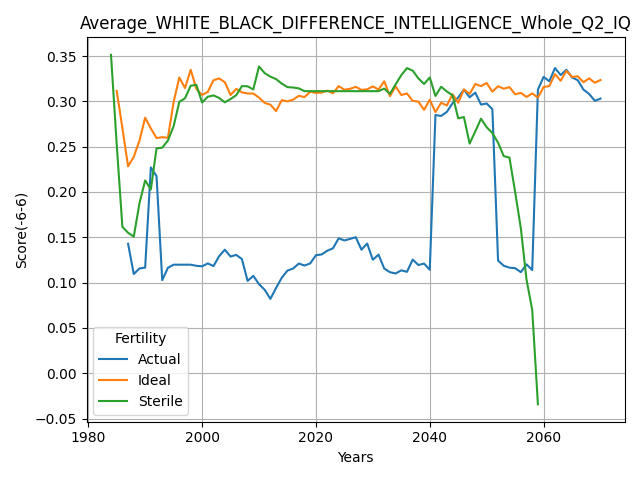 Average_WHITE_BLACK_DIFFERENCE_INTELLIGENCE_Whole_Q2_IQ
0.35
0.30
0.25
0.20
0.15
0.10
0.05
0.00
−0.05
Score(-6-6)
Fertility
Actual
Ideal
Sterile
1980
2000
2020
2040
2060
Years